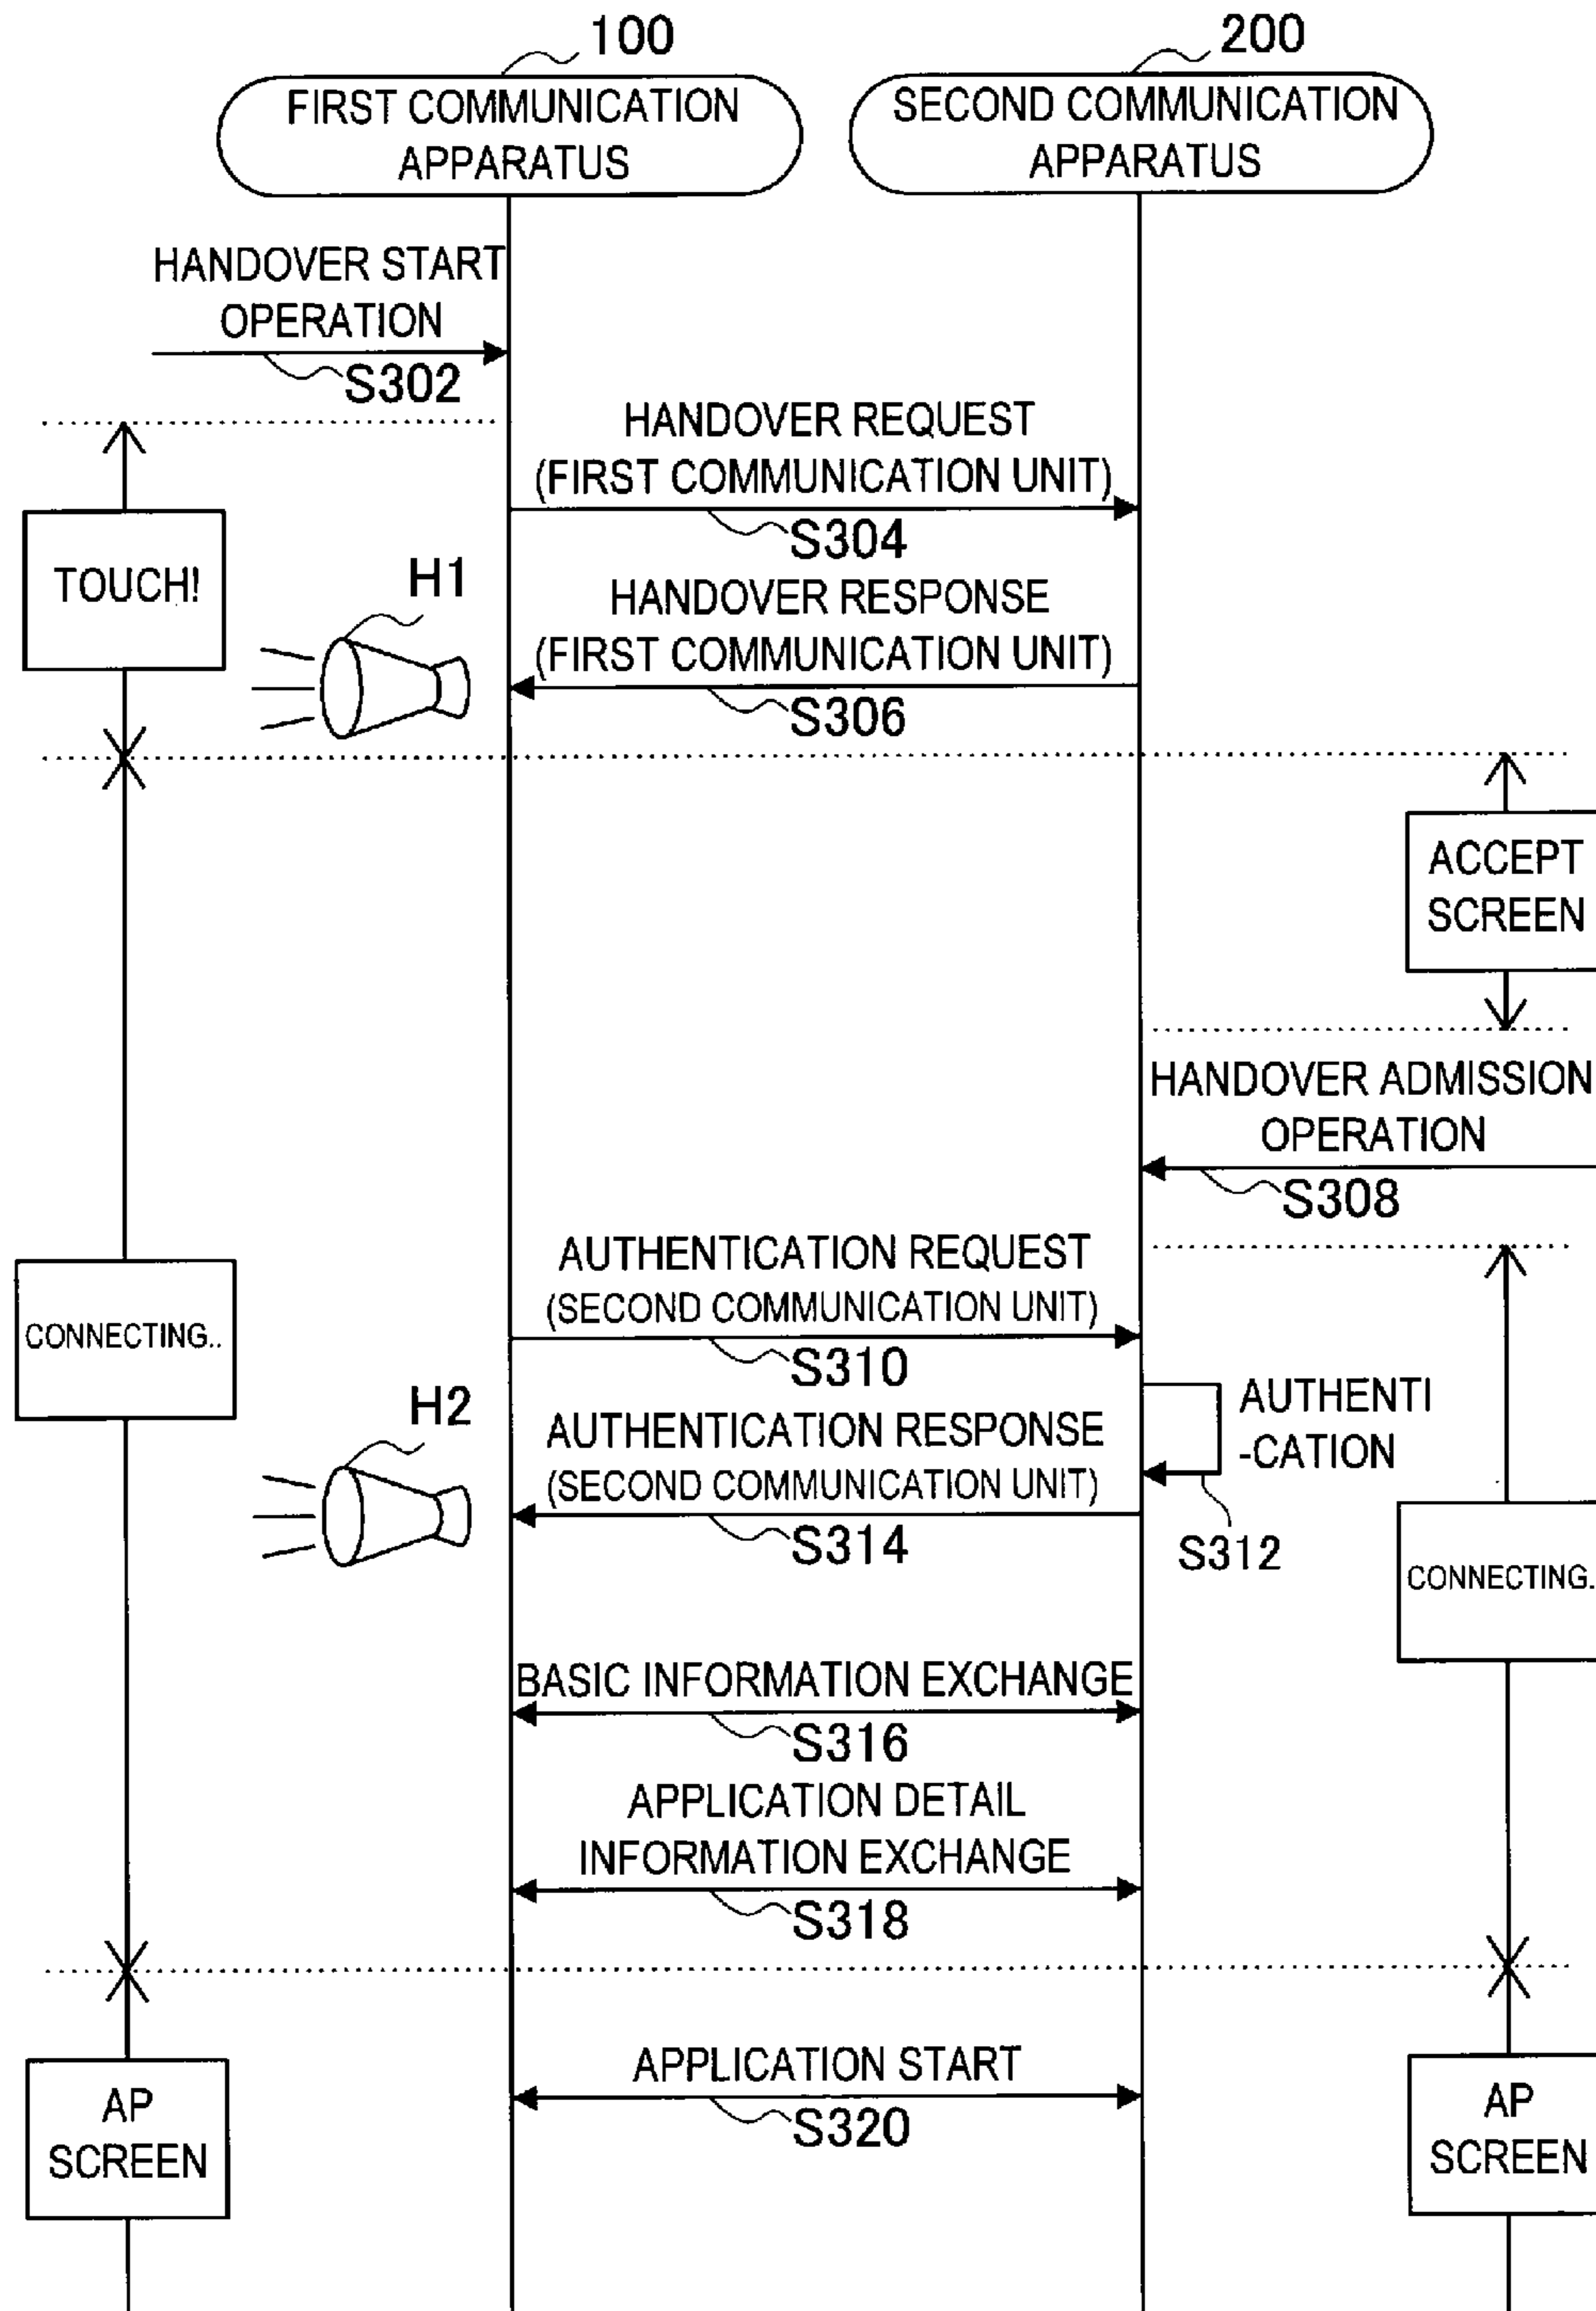 100
200
FIRST COMMUNICATION
APPARATUS
SECOND COMMUNICATION
APPARATUS
HANDOVER START
OPERATION
S302
HANDOVER REQUEST
(FIRST COMMUNICATION UNIT)
S304
TOUCH!
H1
HANDOVER RESPONSE
(FIRST COMMUNICATION UNIT)
S306
ACCEPT
SCREEN
HANDOVER ADMISSION
OPERATION
S308
AUTHENTICATION REQUEST
(SECOND COMMUNICATION UNIT)
S310
CONNECTING..
AUTHENTI
-CATION
S312
H2
AUTHENTICATION RESPONSE
(SECOND COMMUNICATION UNIT)
S314
CONNECTING.
BASIC INFORMATION EXCHANGE
S316
APPLICATION DETAIL
INFORMATION EXCHANGE
S318
APPLICATION START
S320
AP
SCREEN
AP
SCREEN